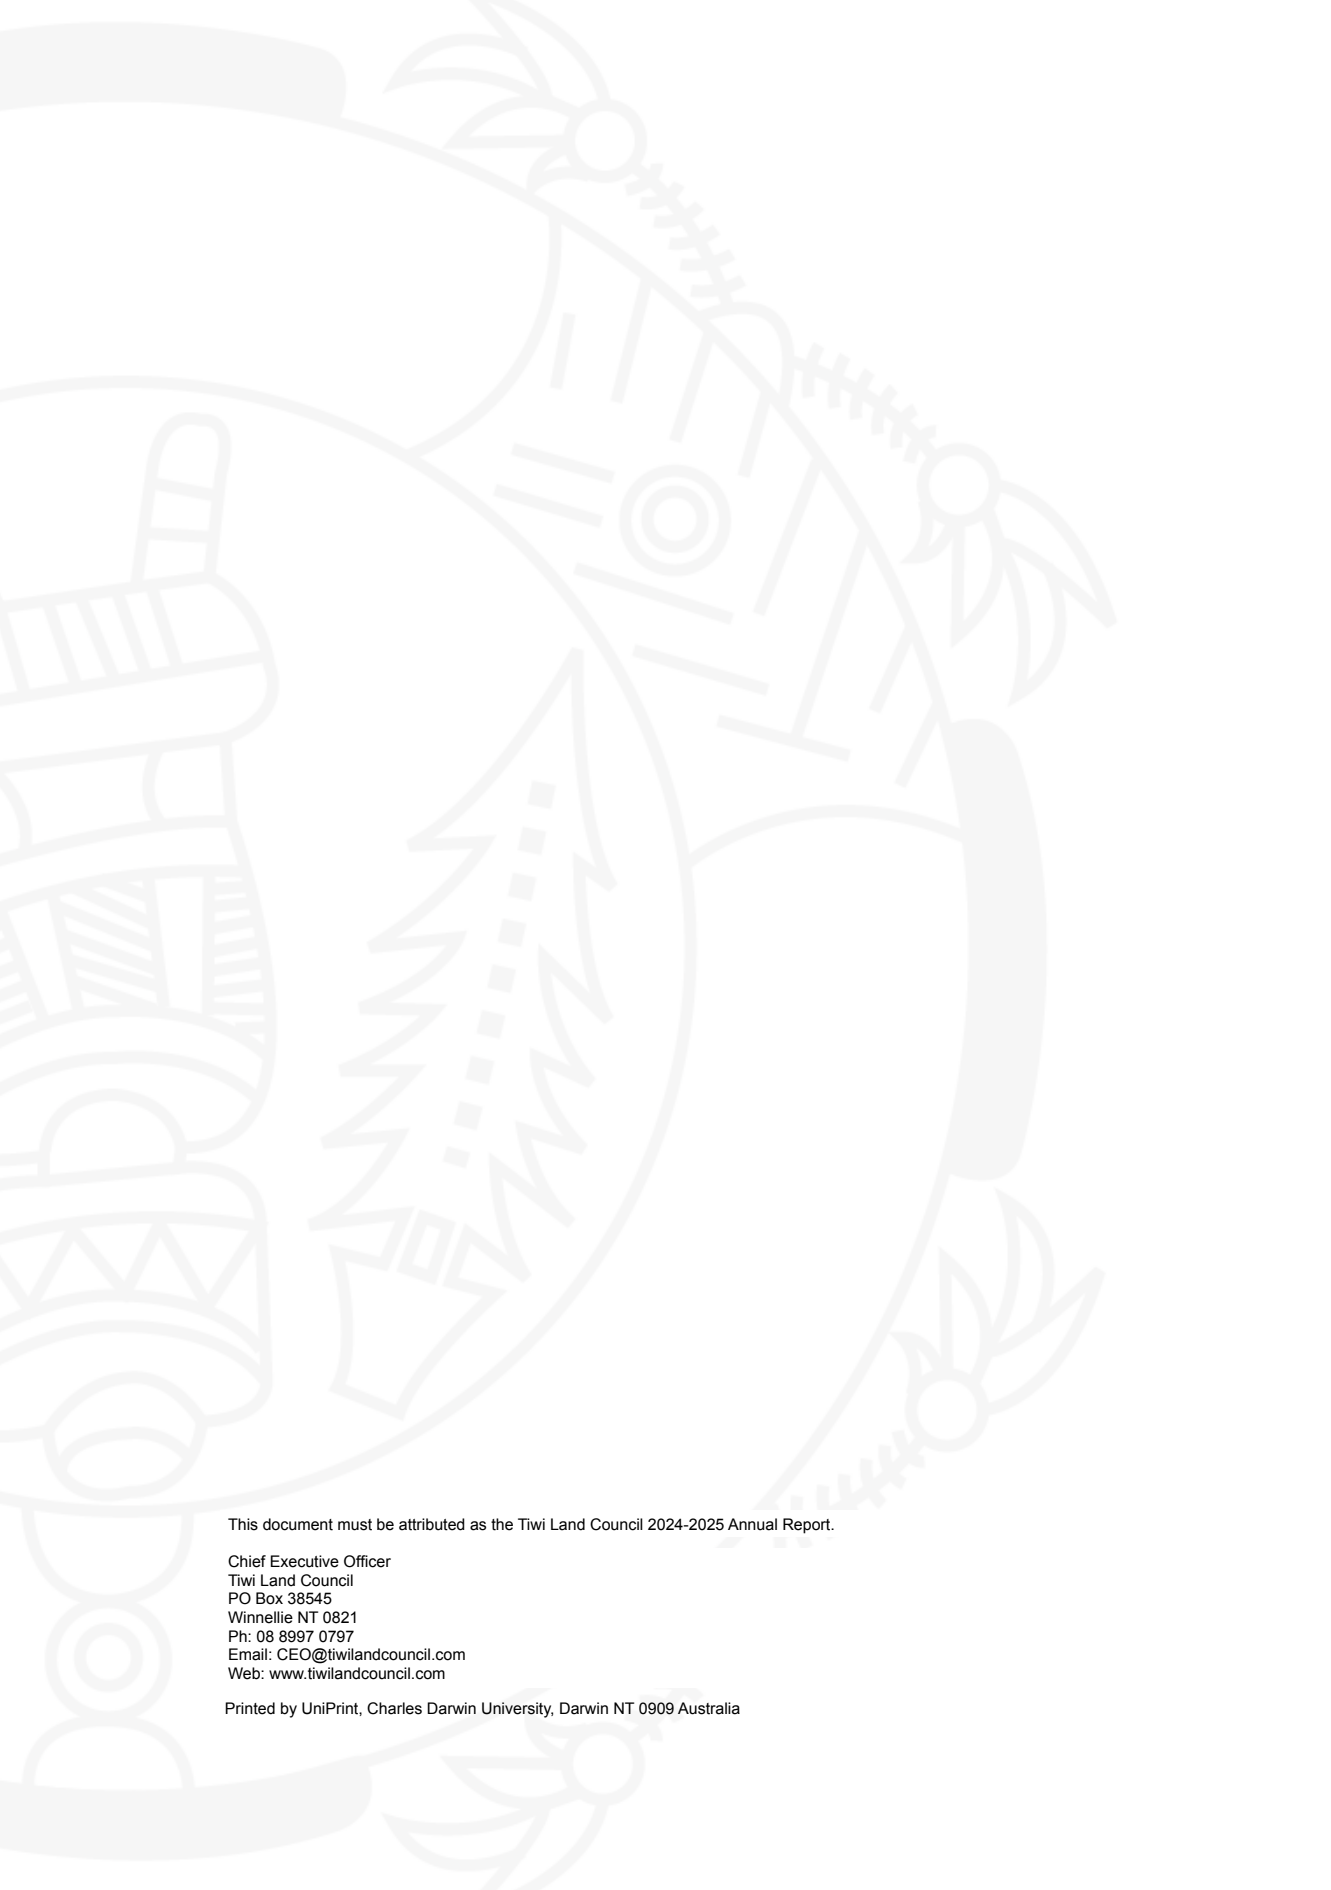 This document must be attributed as the Tiwi Land Council 2024-2025 Annual Report.
Chief Executive Officer
Tiwi Land Council
PO Box 38545
Winnellie NT 0821
Ph: 08 8997 0797
Email: CEO@tiwilandcouncil.com
Web: www.tiwilandcouncil.com
Printed by UniPrint, Charles Darwin University, Darwin NT 0909 Australia